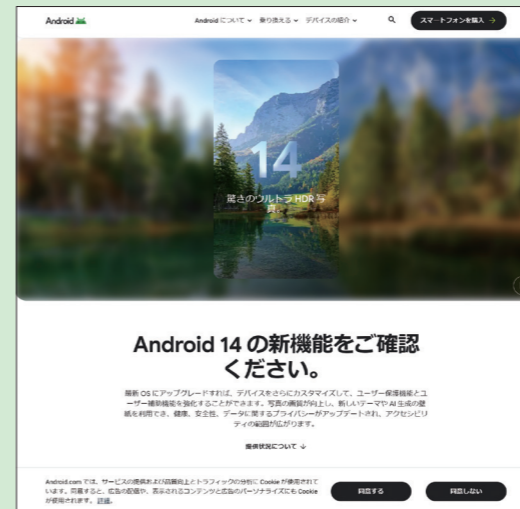 Android
Android について
乗り換える
デバイスの紹介
スマートフォンを購入 →
14
驚きのウルトラ HDR 写
真。
Android 14 の新機能をご確認
ください。
最新 OS にアップグレードすれば、デバイスをさらにカスタマイズして、ユーザー保護機能とユ
ーザー補助機能を強化することができます。写真の画質が向上し、新しいテーマや AI 生成の壁
紙を利用でき、健康、安全性、データに関するプライバシーがアップデートされ、アクセシビリ
ティの範囲が広がります。
提供状況について ↓
Android.com では、サービスの提供および品質向上とトラフィックの分析に Cookie が使用されて
います。同意すると、広告の配信や、表示されるコンテンツと広告のパーソナライズにも Cookie
が使用されます。詳細。
同意する
同意しない